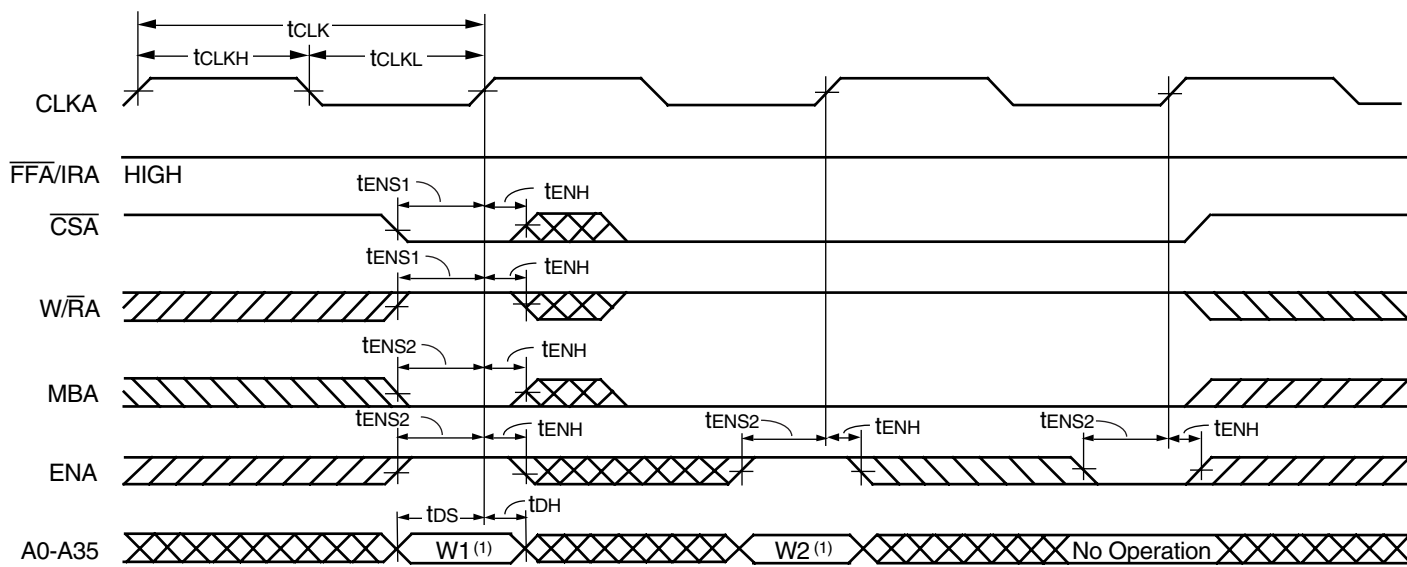 tCLK
tCLKH tCLKL
CLKA
FFA/IRA HIGH
tENS1 tENH
CSA
tENS1 tENH
W/RA
tENS2 tENH
MBA
tENS2 tENH tENS2 tENH tENS2 tENH
ENA
tDS tDH
A0-A35 W1(1) W2(1) No Operation